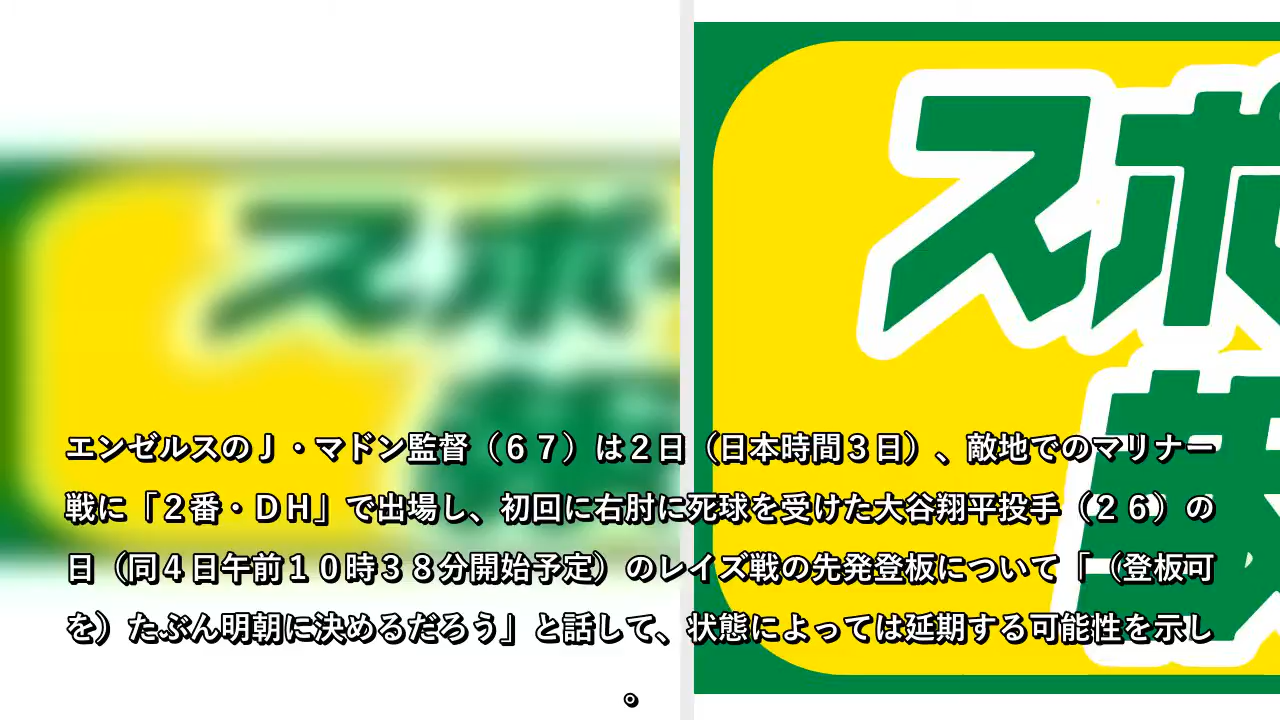 スポ
スポ
エンゼルスのＪ・マドン監督（６７）は２日（日本時間３日）、敵地でのマリナー
戦に「２番・ＤＨ」で出場し、初回に右肘に死球を受けた大谷翔平投手（２６）の
日（同４日午前１０時３８分開始予定）のレイズ戦の先発登板について「（登板可
を）たぶん明朝に決めるだろう」と話して、状態によっては延期する可能性を示し
。